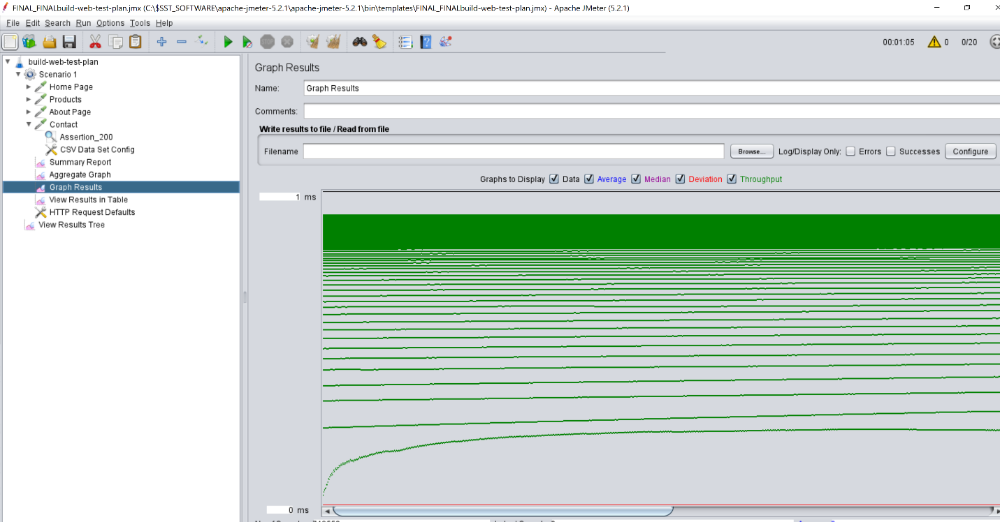 FINAL_FINALbuild-web-test-plan.jmx (C:\$SST_SOFTWARE\apache-jmeter-5.2.1\apache-jmeter-5.2.1\bin\templates\FINAL_FINALbuild-web-test-plan.jmx) - Apache JMeter (5.2.1)
File Edit Search Run Options Tools Help
00:01:05 0 0/20
build-web-test-plan
Scenario 1
Home Page
Products
About Page
Contact
Assertion_200
CSV Data Set Config
Summary Report
Aggregate Graph
Graph Results
View Results in Table
HTTP Request Defaults
View Results Tree
Graph Results
Name: Graph Results
Comments:
Write results to file / Read from file
Filename Browse... Log/Display Only: Errors Successes Configure
Graphs to Display Data Average Median Deviation Throughput
1 ms
0 ms